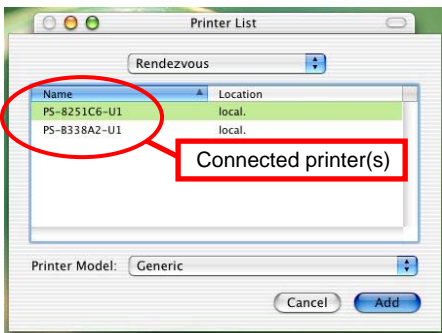 Printer List
Rendezvous
Name Location
PS-8251C6-U1 local.
PS-B338A2-U1 local.
Connected printer(s)
Printer Model: Generic
Cancel Add